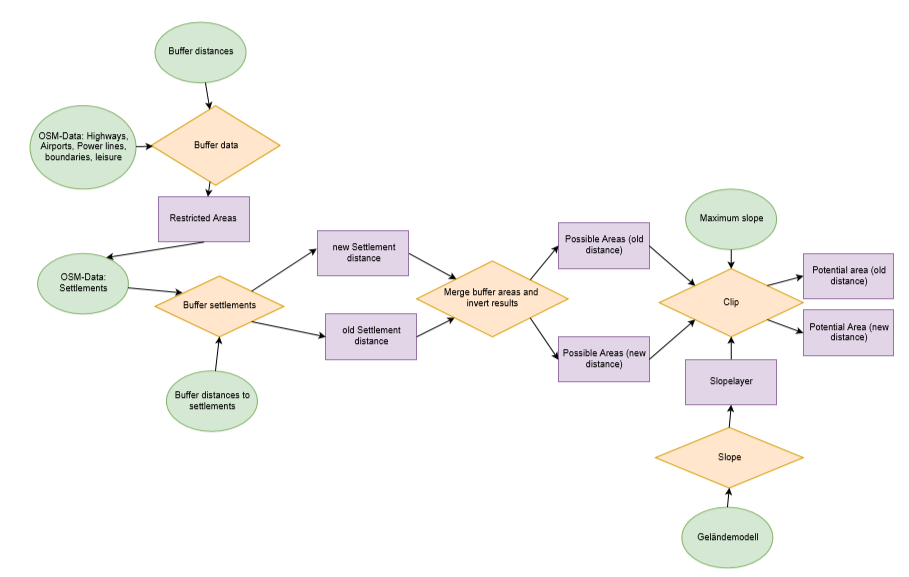 Buffer distances
OSM-Data: Highways,
Airports, Power lines,
boundaries, leisure
Buffer data
Restricted Areas
OSM-Data:
Settlements
Buffer settlements
Buffer distances to
settlements
new Settlement
distance
old Settlement
distance
Merge buffer areas and
invert results
Possible Areas (old
distance)
Possible Areas (new
distance)
Maximum slope
Clip
Potential area (old
distance)
Potential Area (new
distance)
Slopelayer
Slope
Geländemodell